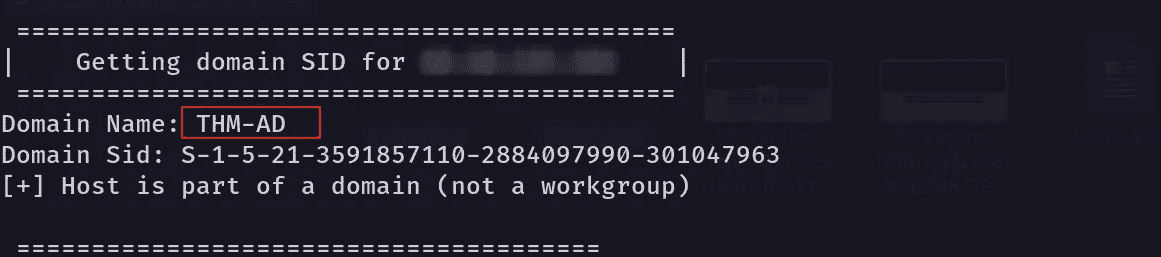 ===========================================
| Getting domain SID for |
===========================================
Domain Name: THM-AD
Domain Sid: S-1-5-21-3591857110-2884097990-301047963
[+] Host is part of a domain (not a workgroup)
======================================